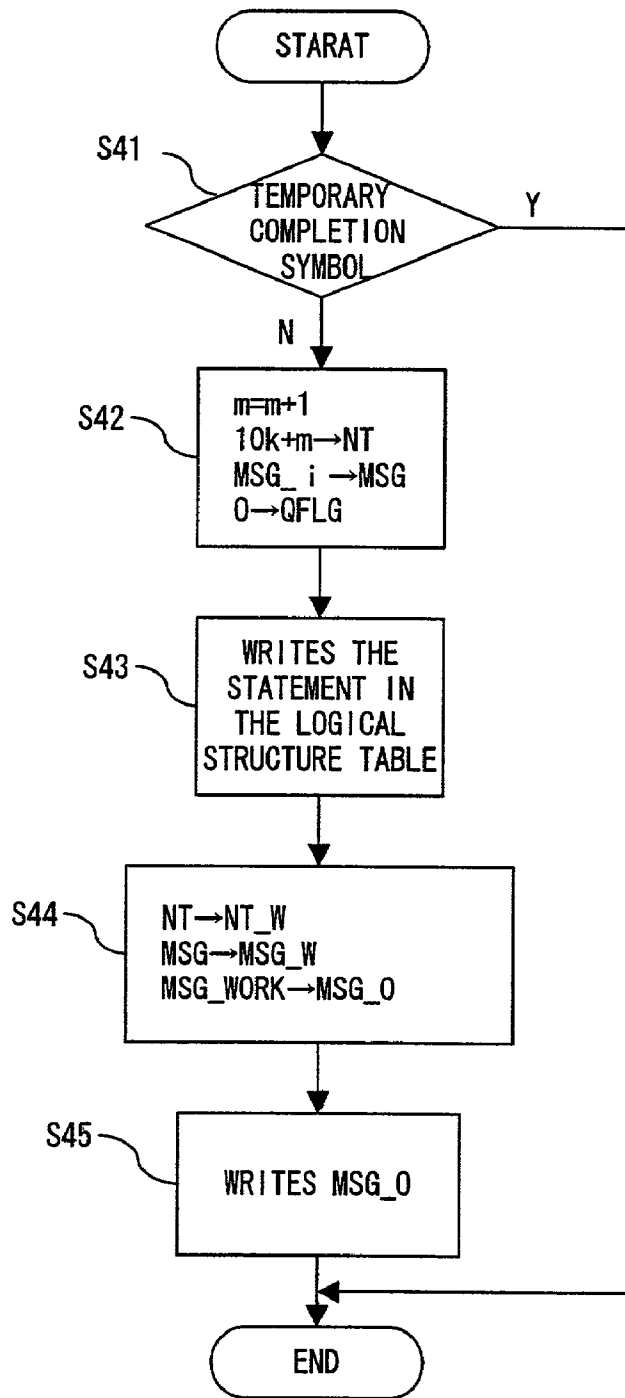 STARAT
S41
TEMPORARY
COMPLETION
SYMBOL
Y
N
S42
m=m+1
10k+m→NT
MSG_i→MSG
0→QFLG
S43
WRITES THE
STATEMENT IN
THE LOGICAL
STRUCTURE TABLE
S44
NT→NT_W
MSG→MSG_W
MSG_WORK→MSG_O
S45
WRITES MSG_O
END